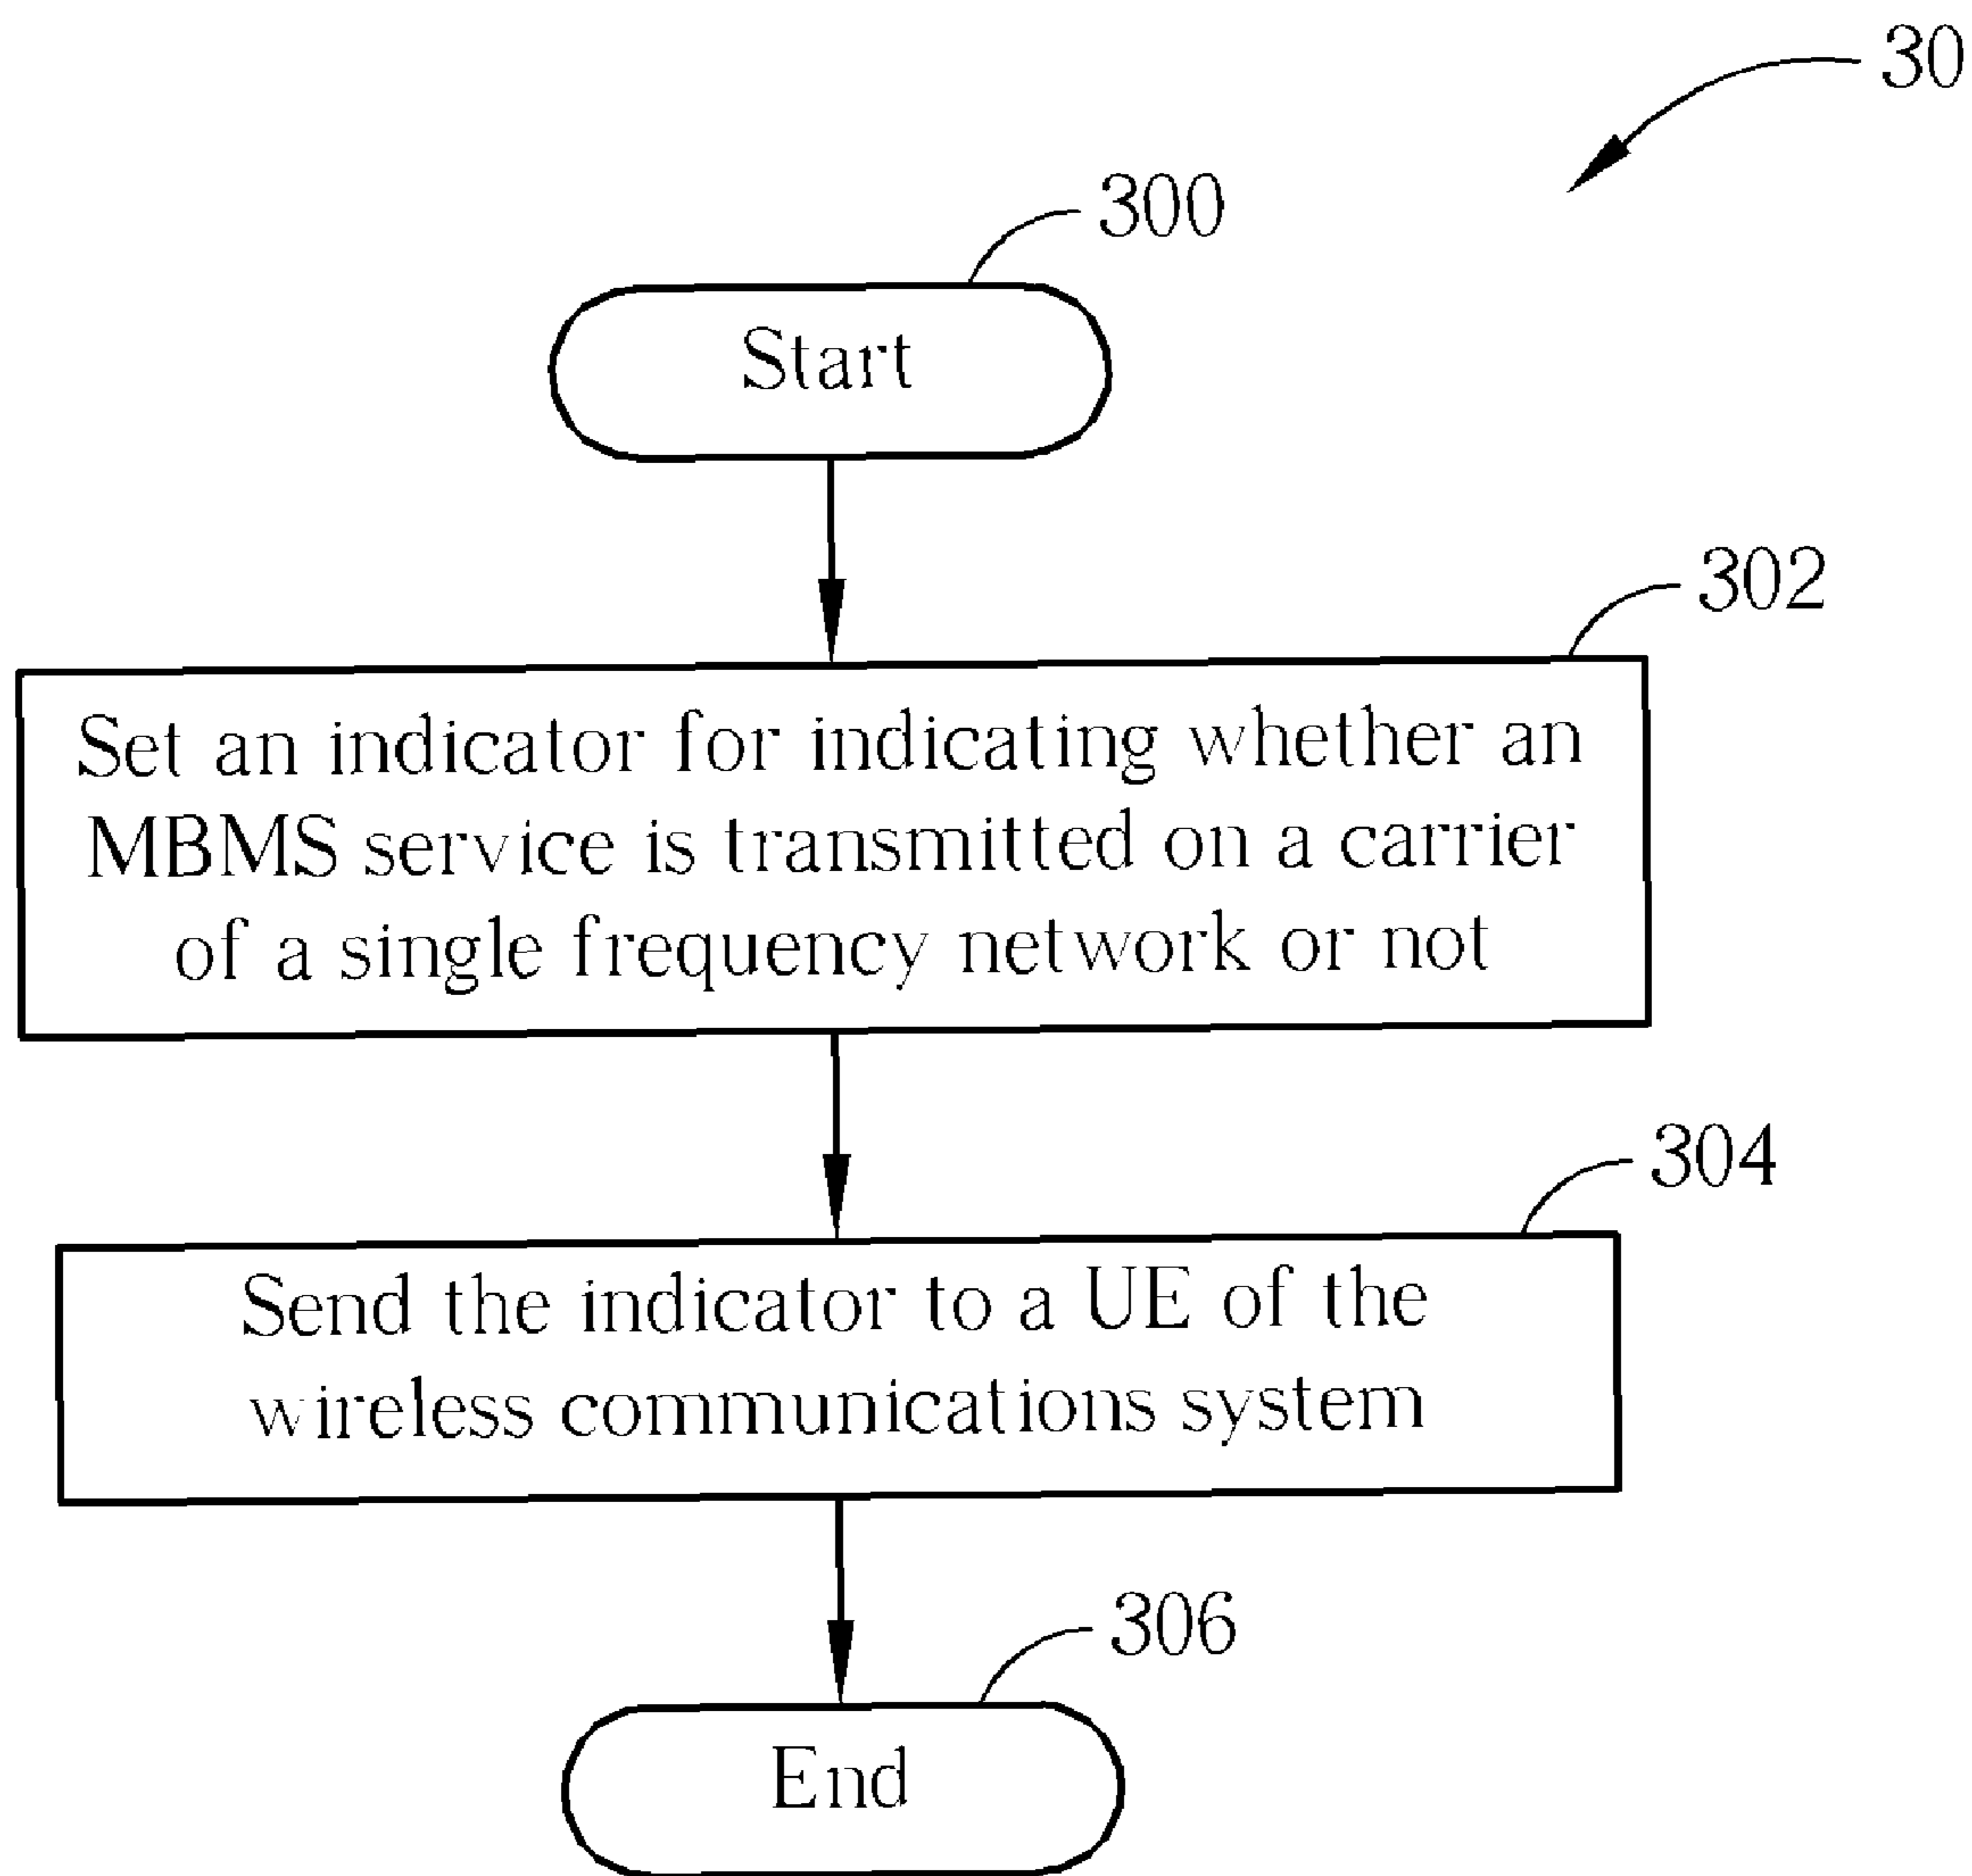 30
300
Start
302
Set an indicator for indicating whether an
MBMS service is transmitted on a carrier
of a single frequency network or not
304
Send the indicator to a UE of the
wireless communications system
306
End